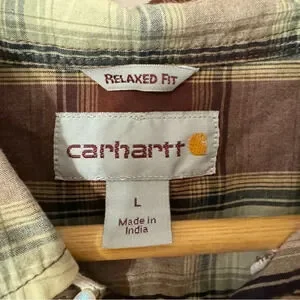 RELAXED FIT
carhartt
L
Made in
India